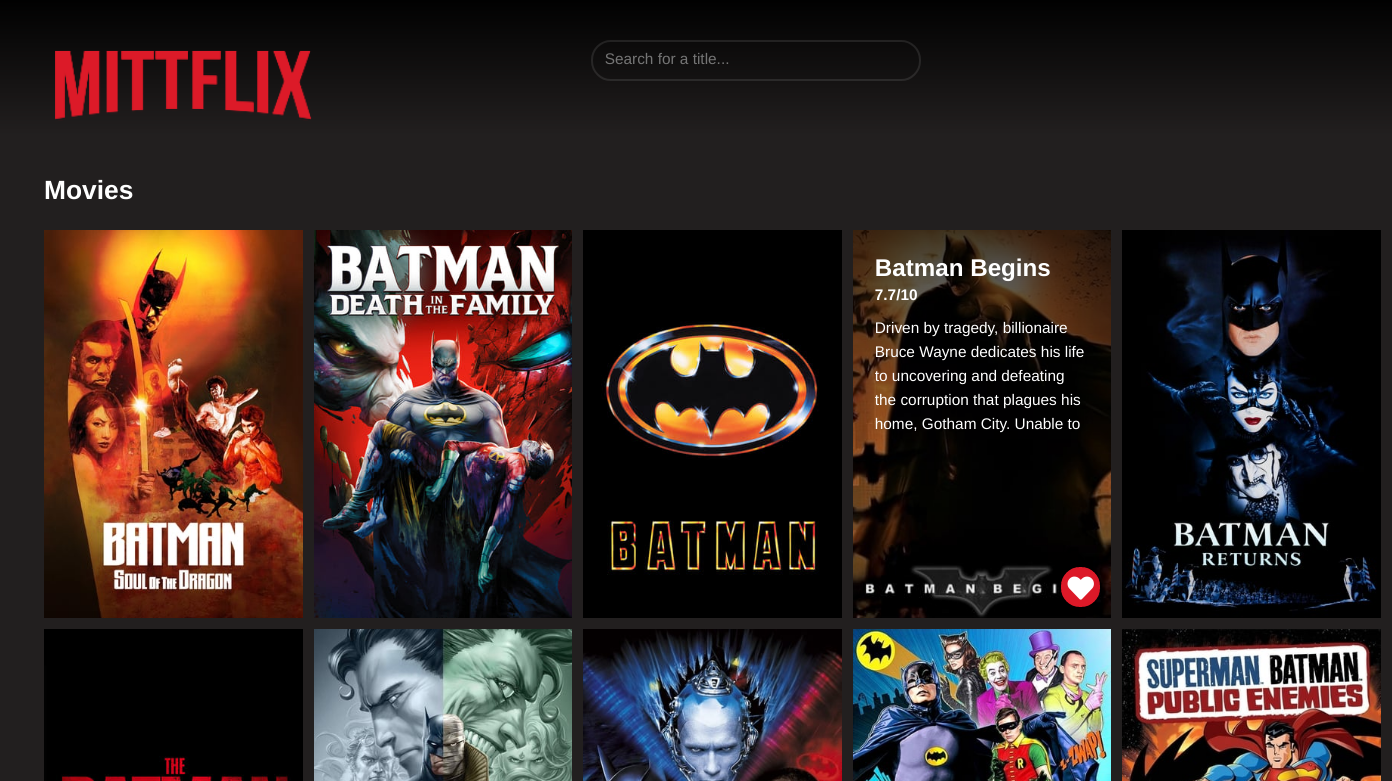 MITTFLIX
Search for a title...
Movies
BATMAN
SOUL OF THE DRAGON
BATMAN
DEATH IN THE FAMILY
BATMAN
Batman Begins
7.7/10
Driven by tragedy, billionaire
Bruce Wayne dedicates his life
to uncovering and defeating
the corruption that plagues his
home, Gotham City. Unable to
BATMAN BEGI
BATMAN
RETURNS
THE
BATMAN
R
ZWAP!
SUPERMAN BATMAN
PUBLIC ENEMIES